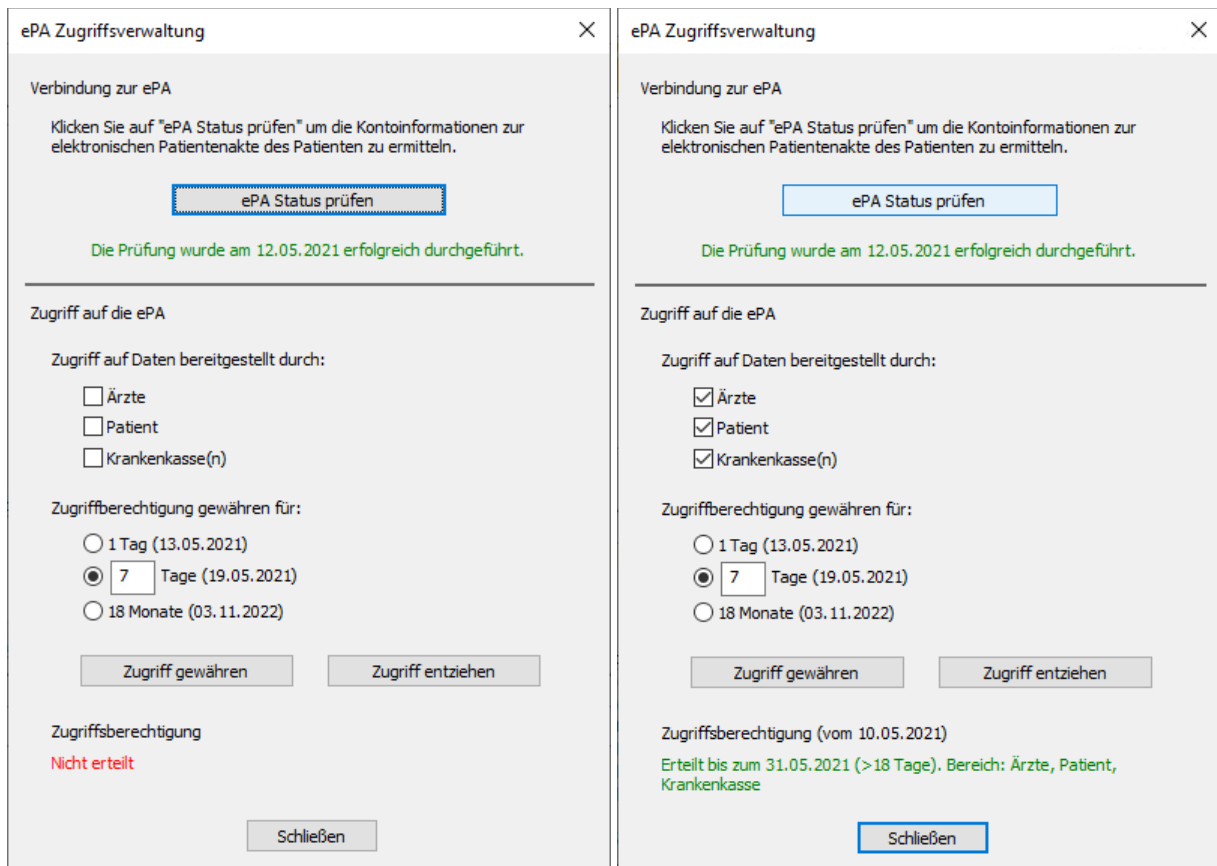 ePA Zugriffsverwaltung
Verbindung zur ePA
Klicken Sie auf "ePA Status prüfen" um die Kontoinformationen zur
elektronischen Patientenakte des Patienten zu ermitteln.
ePA Status prüfen
Die Prüfung wurde am 12.05.2021 erfolgreich durchgeführt.
Zugriff auf die ePA
Zugriff auf Daten bereitgestellt durch:
Ärzte
Patient
Krankenkasse(n)
Zugriffberechtigung gewähren für:
1 Tag (13.05.2021)
7 Tage (19.05.2021)
18 Monate (03.11.2022)
Zugriff gewähren Zugriff entziehen
Zugriffsberechtigung
Nicht erteilt
Schließen
ePA Zugriffsverwaltung
Verbindung zur ePA
Klicken Sie auf "ePA Status prüfen" um die Kontoinformationen zur
elektronischen Patientenakte des Patienten zu ermitteln.
ePA Status prüfen
Die Prüfung wurde am 12.05.2021 erfolgreich durchgeführt.
Zugriff auf die ePA
Zugriff auf Daten bereitgestellt durch:
Ärzte
Patient
Krankenkasse(n)
Zugriffberechtigung gewähren für:
1 Tag (13.05.2021)
7 Tage (19.05.2021)
18 Monate (03.11.2022)
Zugriff gewähren Zugriff entziehen
Zugriffsberechtigung (vom 10.05.2021)
Erteilt bis zum 31.05.2021 (>18 Tage). Bereich: Ärzte, Patient,
Krankenkasse
Schließen